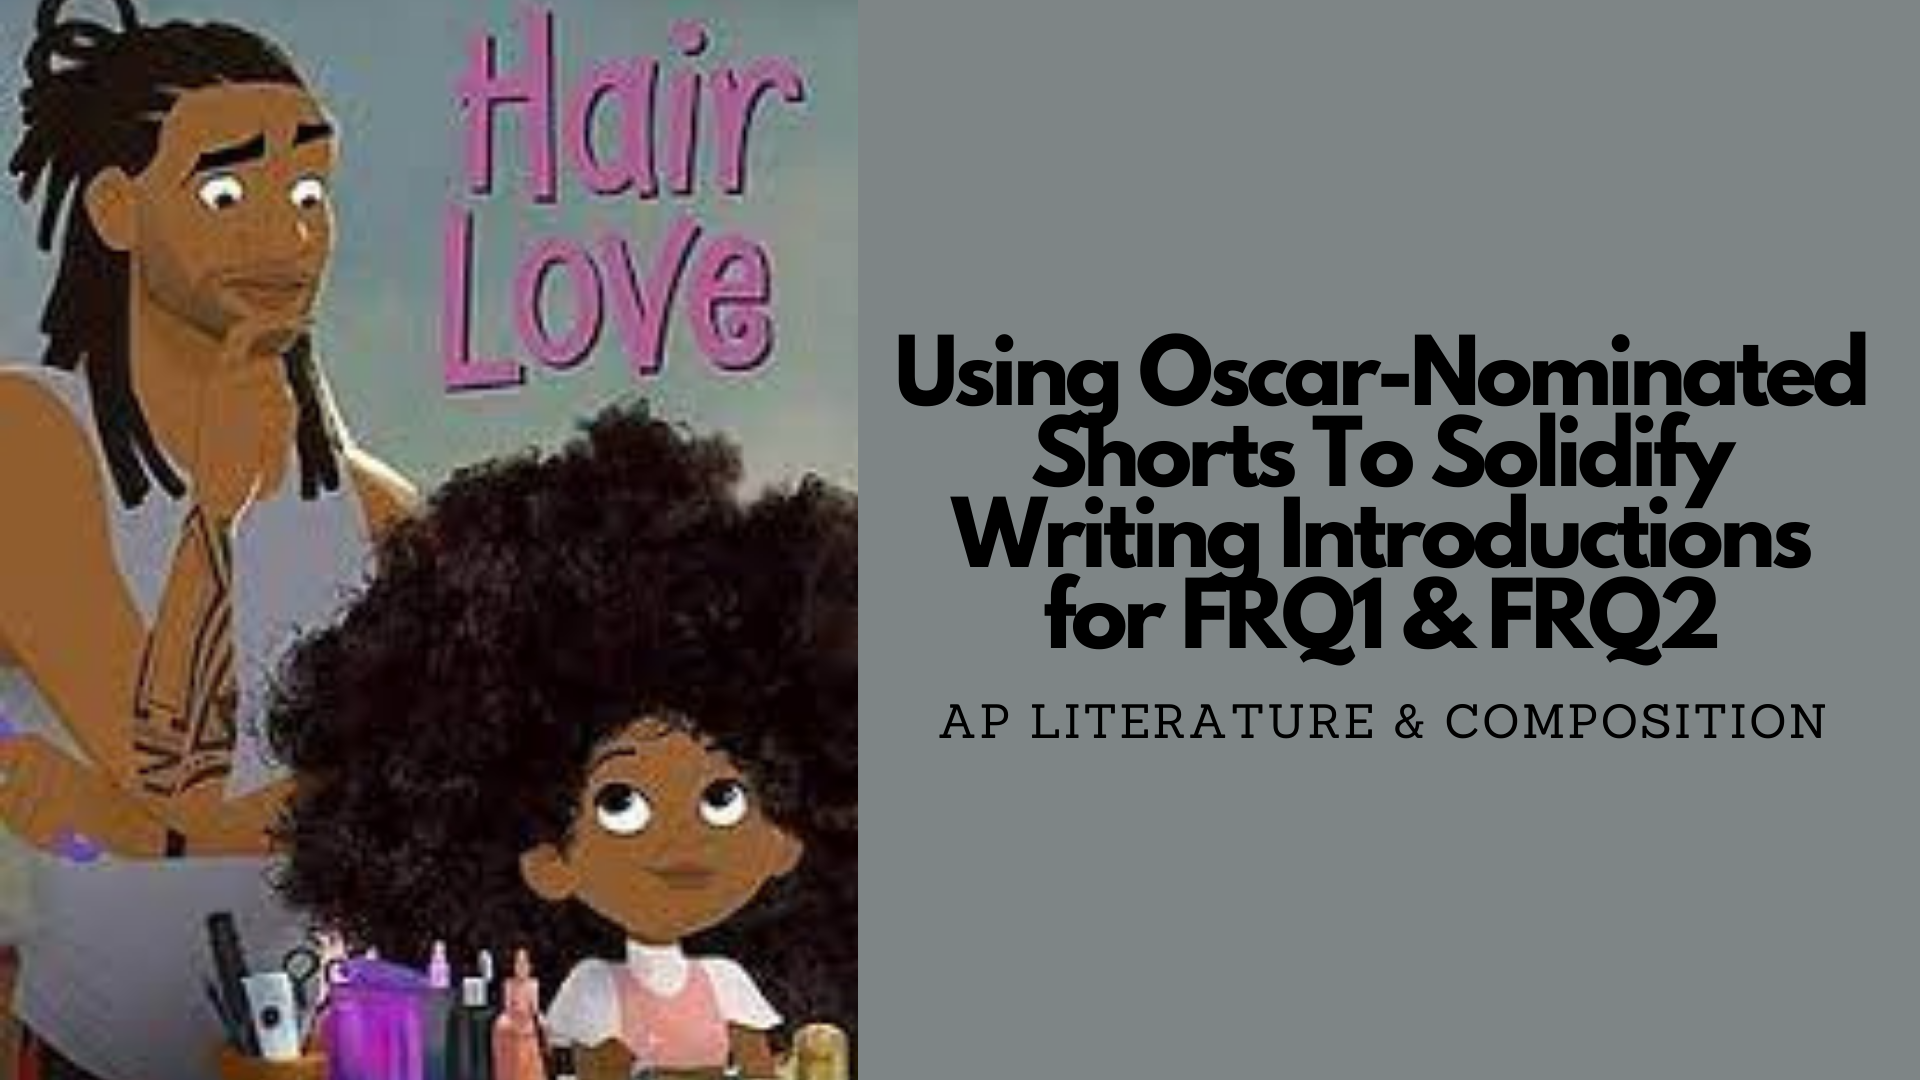 Hair
Love
Using Oscar-Nominated
Shorts To Solidify
Writing Introductions
for FRQ1 & FRQ2
AP LITERATURE & COMPOSITION